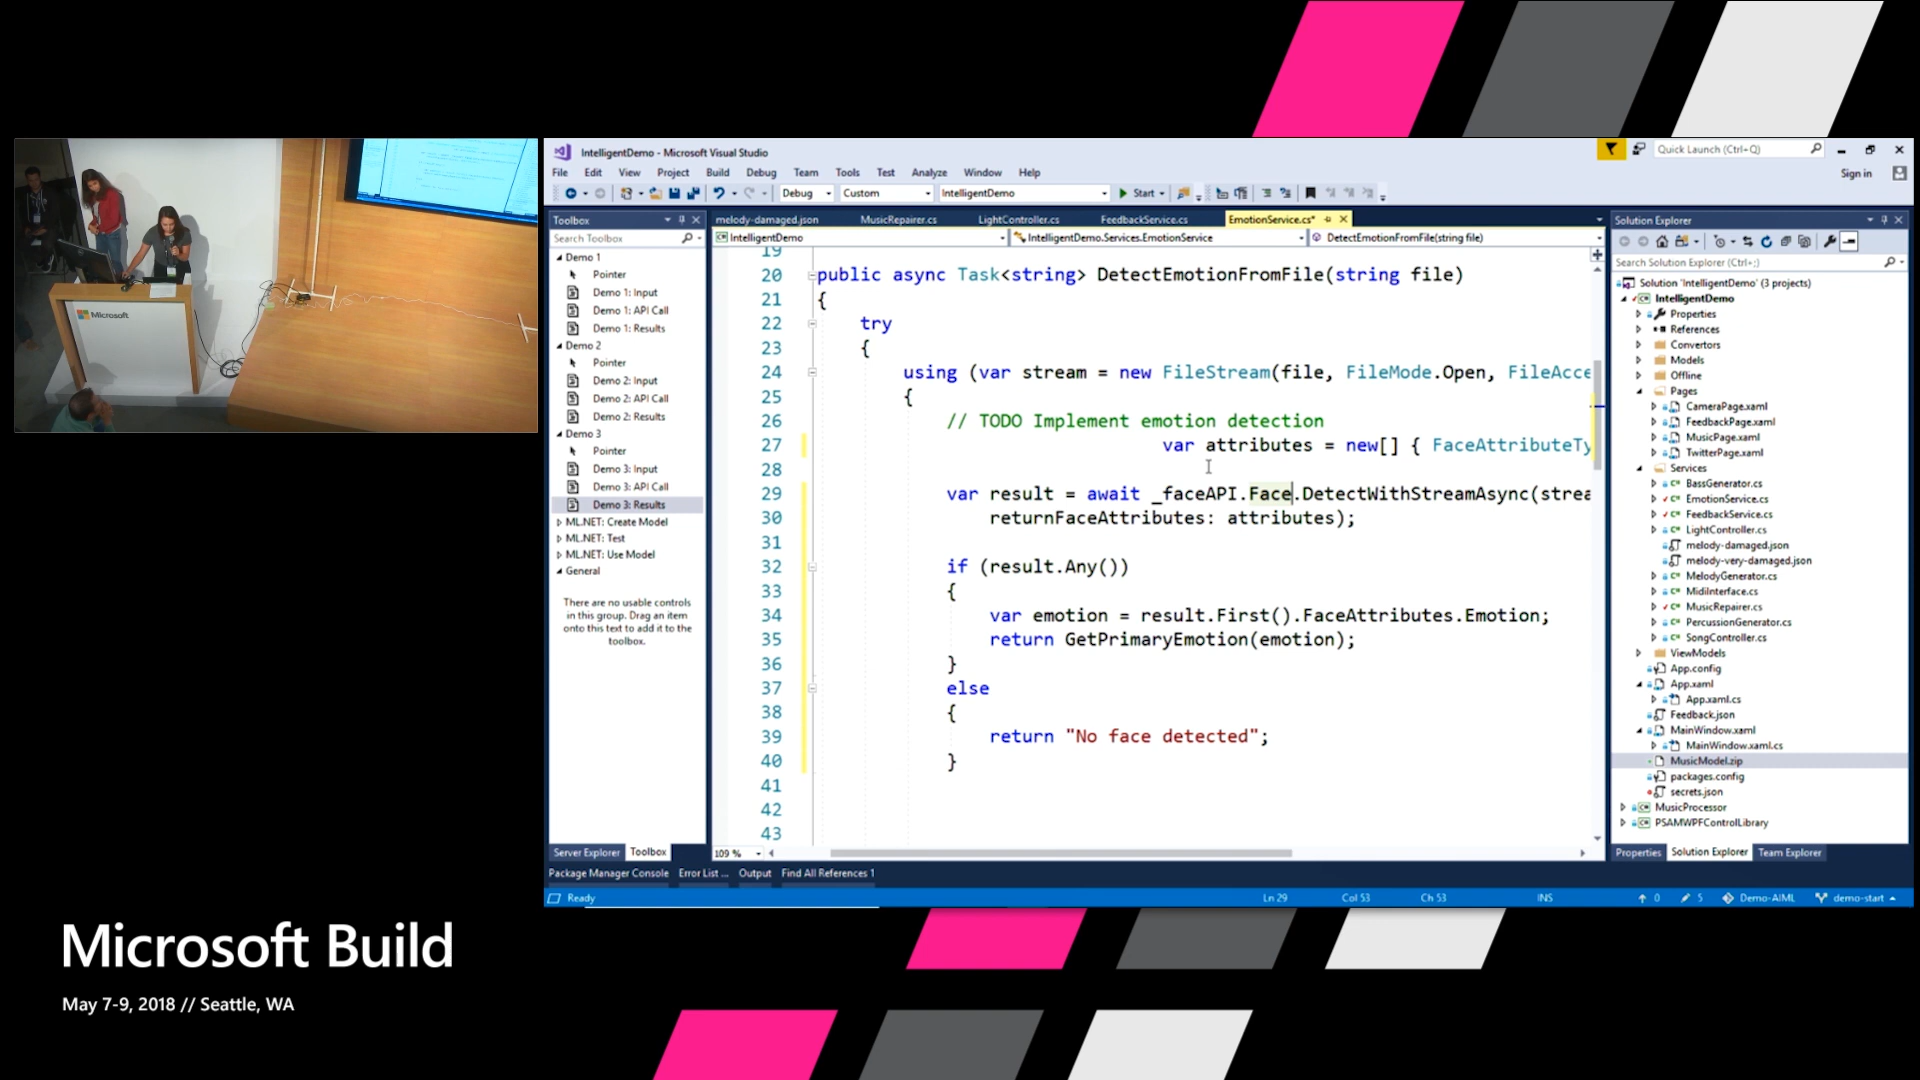 Microsoft
IntelligentDemo - Microsoft Visual Studio
Quick Launch (Ctrl+Q)
File Edit View Project Build Debug Team Tools Test Analyze Window Help
Sign in
Debug Custom IntelligentDemo Start
Toolbox
Search Toolbox
Demo 1
Pointer
Demo 1: Input
Demo 1: API Call
Demo 1: Results
Demo 2
Pointer
Demo 2: Input
Demo 2: API Call
Demo 2: Results
Demo 3
Pointer
Demo 3: Input
Demo 3: API Call
Demo 3: Results
ML.NET: Create Model
ML.NET: Test
ML.NET: Use Model
General
There are no usable controls
in this group. Drag an item
onto this text to add it to the
toolbox.
Server Explorer Toolbox
melody-damaged.json MusicRepairer.cs LightController.cs FeedbackService.cs EmotionService.cs*
IntelligentDemo IntelligentDemo.Services.EmotionService DetectEmotionFromFile(string file)
19
20 public async Task<string> DetectEmotionFromFile(string file)
21 {
22 try
23 {
24 using (var stream = new FileStream(file, FileMode.Open, FileAcce
25 {
26 // TODO Implement emotion detection
27 var attributes = new[] { FaceAttributeTy
28
29 var result = await _faceAPI.Face.DetectWithStreamAsync(strea
30 returnFaceAttributes: attributes);
31
32 if (result.Any())
33 {
34 var emotion = result.First().FaceAttributes.Emotion;
35 return GetPrimaryEmotion(emotion);
36 }
37 else
38 {
39 return "No face detected";
40 }
41
42
43
109 %
Solution Explorer
Search Solution Explorer (Ctrl+;)
Solution 'IntelligentDemo' (3 projects)
IntelligentDemo
Properties
References
Convertors
Models
Offline
Pages
CameraPage.xaml
FeedbackPage.xaml
MusicPage.xaml
TwitterPage.xaml
Services
BassGenerator.cs
EmotionService.cs
FeedbackService.cs
LightController.cs
melody-damaged.json
melody-very-damaged.json
MelodyGenerator.cs
MidiInterface.cs
MusicRepairer.cs
PercussionGenerator.cs
SongController.cs
ViewModels
App.config
App.xaml
App.xaml.cs
Feedback.json
MainWindow.xaml
MainWindow.xaml.cs
MusicModel.zip
packages.config
secrets.json
MusicProcessor
PSAMWPFControlLibrary
Properties Solution Explorer Team Explorer
Package Manager Console Error List ... Output Find All References 1
Ready Ln 29 Col 53 Ch 53 INS 0 5 Demo-AIML demo-start
Microsoft Build
May 7-9, 2018 // Seattle, WA